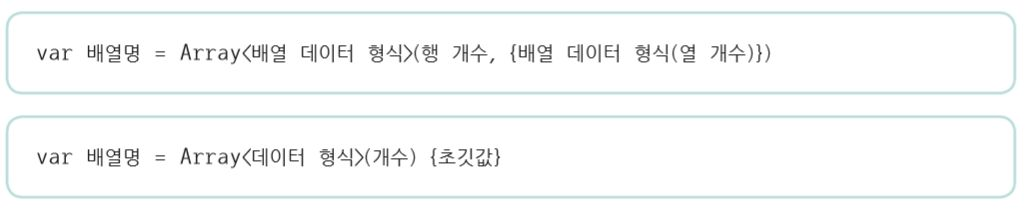 var 배열명 = Array<배열 데이터 형식>(행 개수, {배열 데이터 형식(열 개수)})
var 배열명 = Array<데이터 형식>(개수) {초깃값}